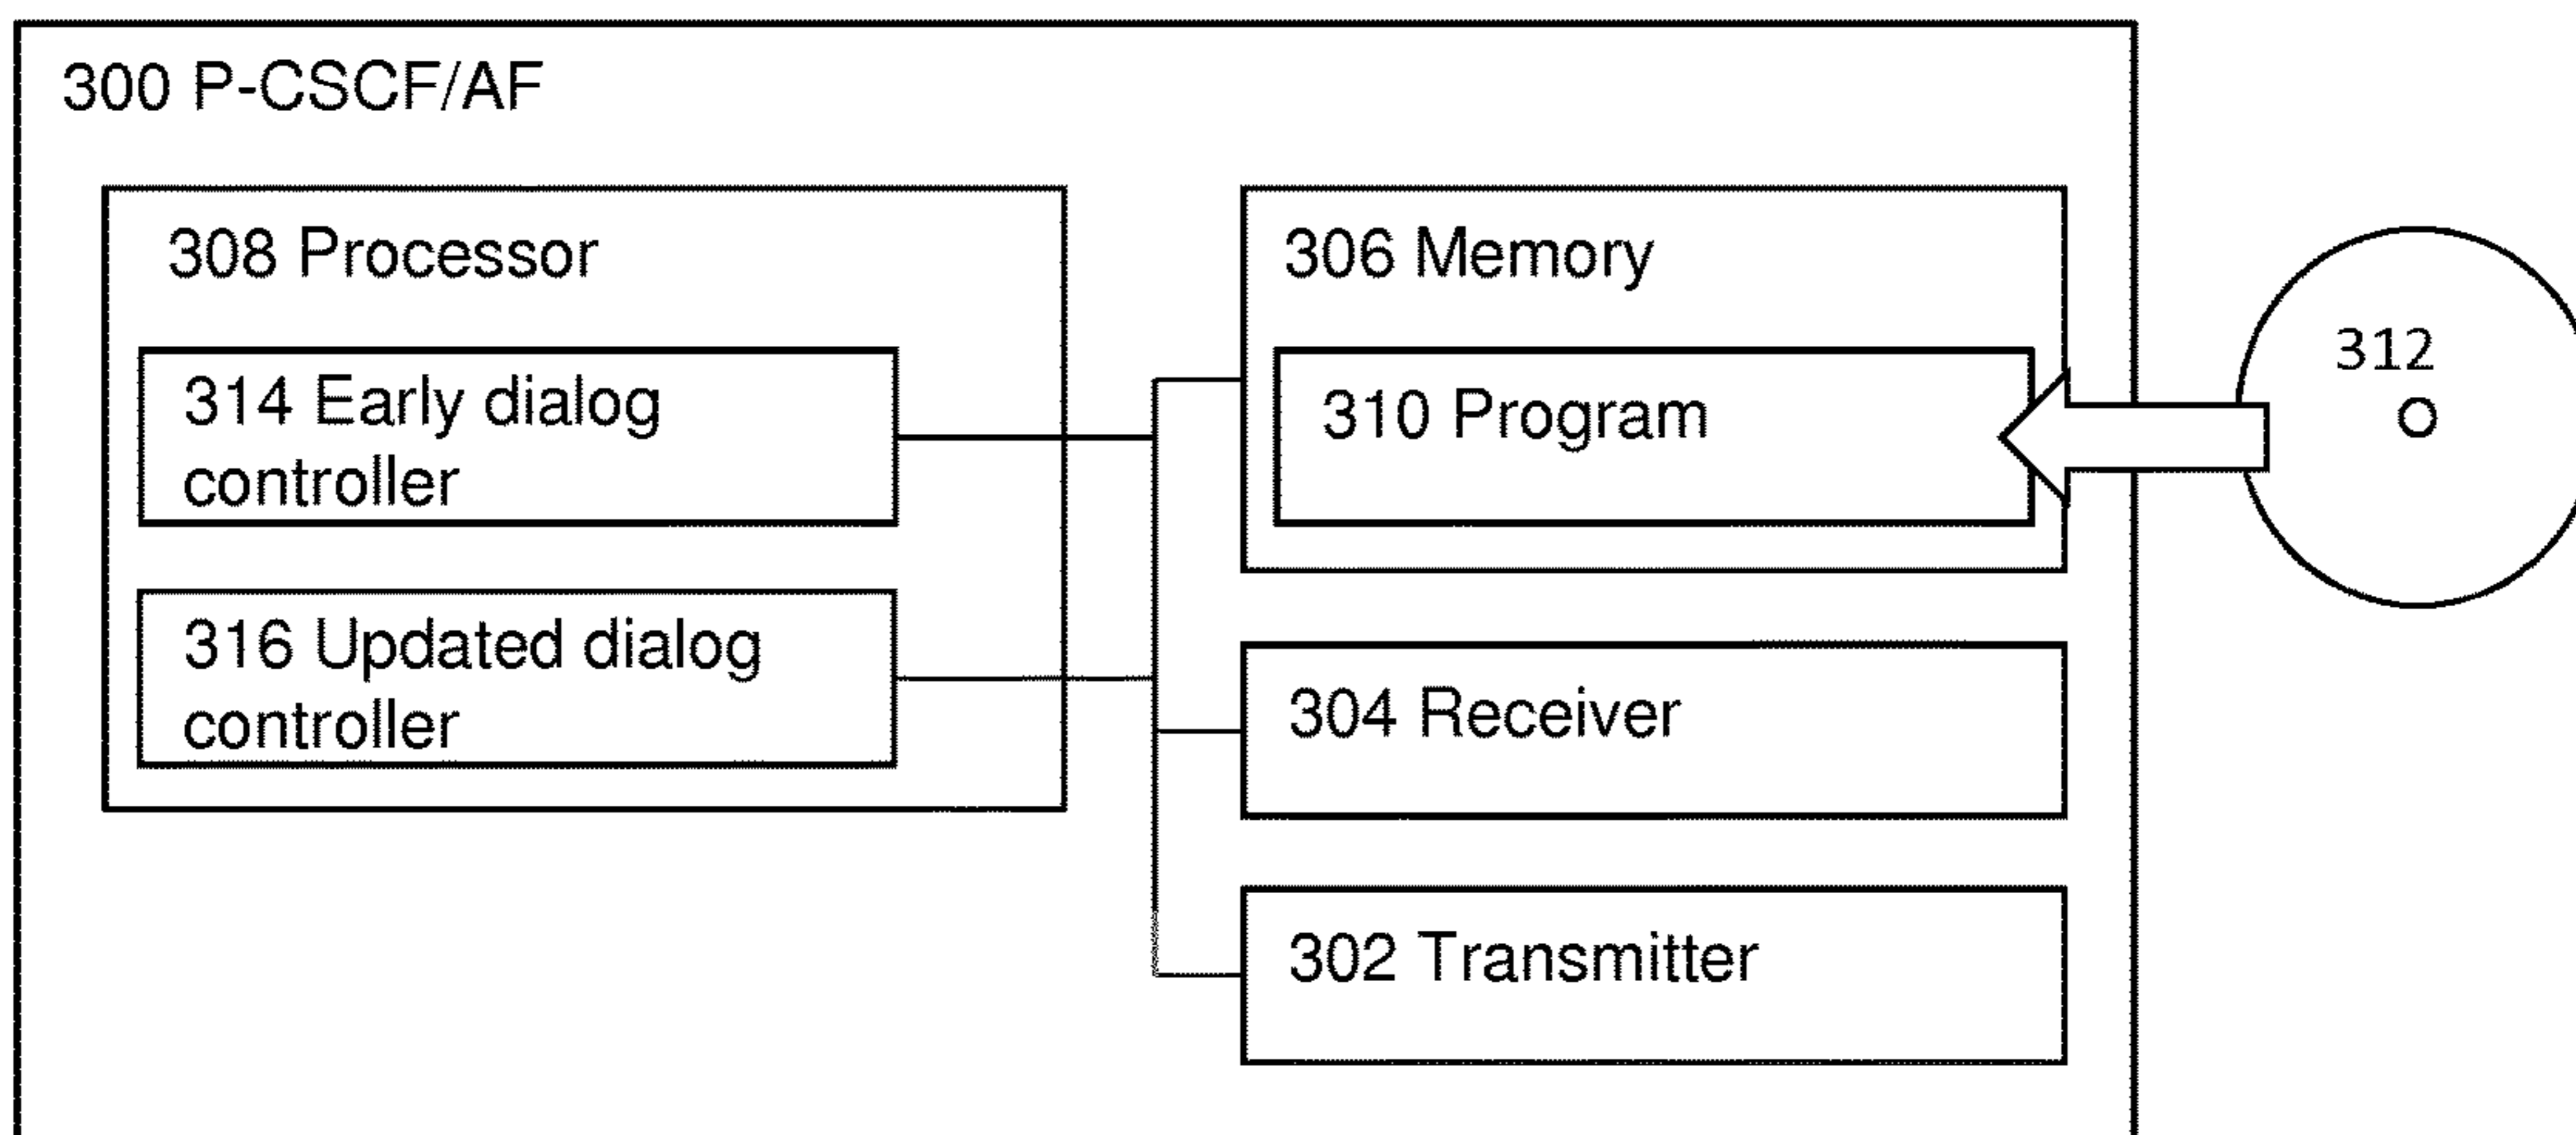 300 P-CSCF/AF
308 Processor
314 Early dialog
controller
316 Updated dialog
controller
306 Memory
310 Program
304 Receiver
302 Transmitter
312